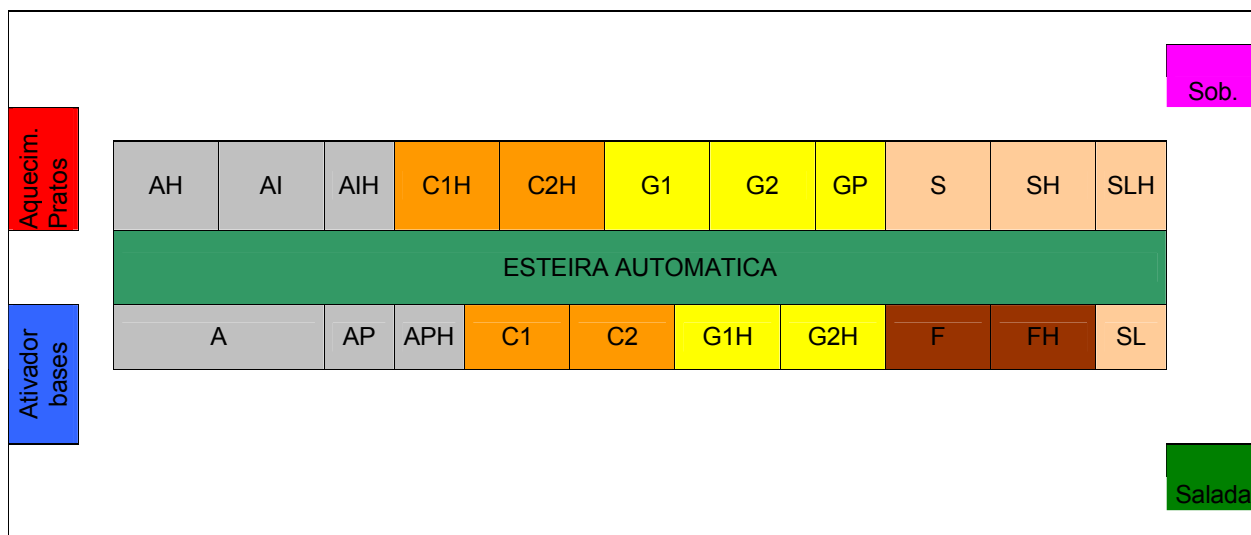 Sob.
Aquecim.
Pratos
AH AI AIH C1H C2H G1 G2 GP S SH SLH
ESTEIRA AUTOMATICA
Ativador
bases
A AP APH C1 C2 G1H G2H F FH SL
Salada